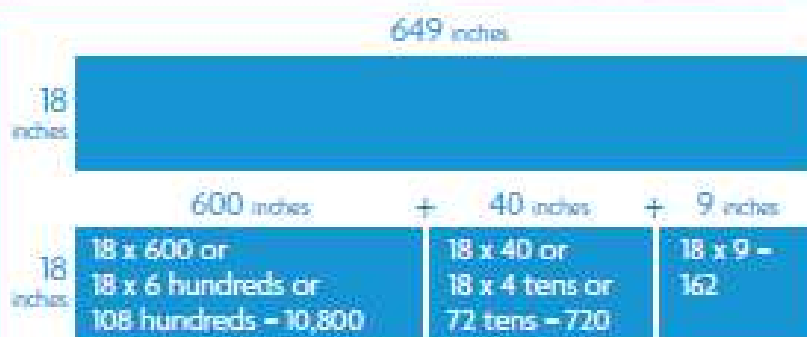 649 inches
18
inches
600 inches + 40 inches + 9 inches
18
inches
18 x 600 or
18 x 6 hundreds or
108 hundreds = 10,800
18 x 40 or
18 x 4 tens or
72 tens = 720
18 x 9 =
162